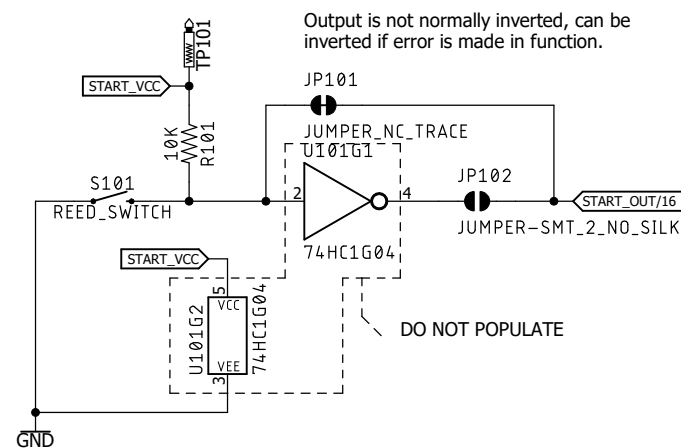 Output is not normally inverted, can be
inverted if error is made in function.
TP101
START_VCC
JP101
10K
R101
JUMPER_NC_TRACE
U101G1
S101
REED_SWITCH
2
4
JP102
START_OUT/16
JUMPER-SMT_2_NO_SILK
74HC1G04
START_VCC
5
VCC
U101G2
74HC1G04
VEE
3
DO NOT POPULATE
GND